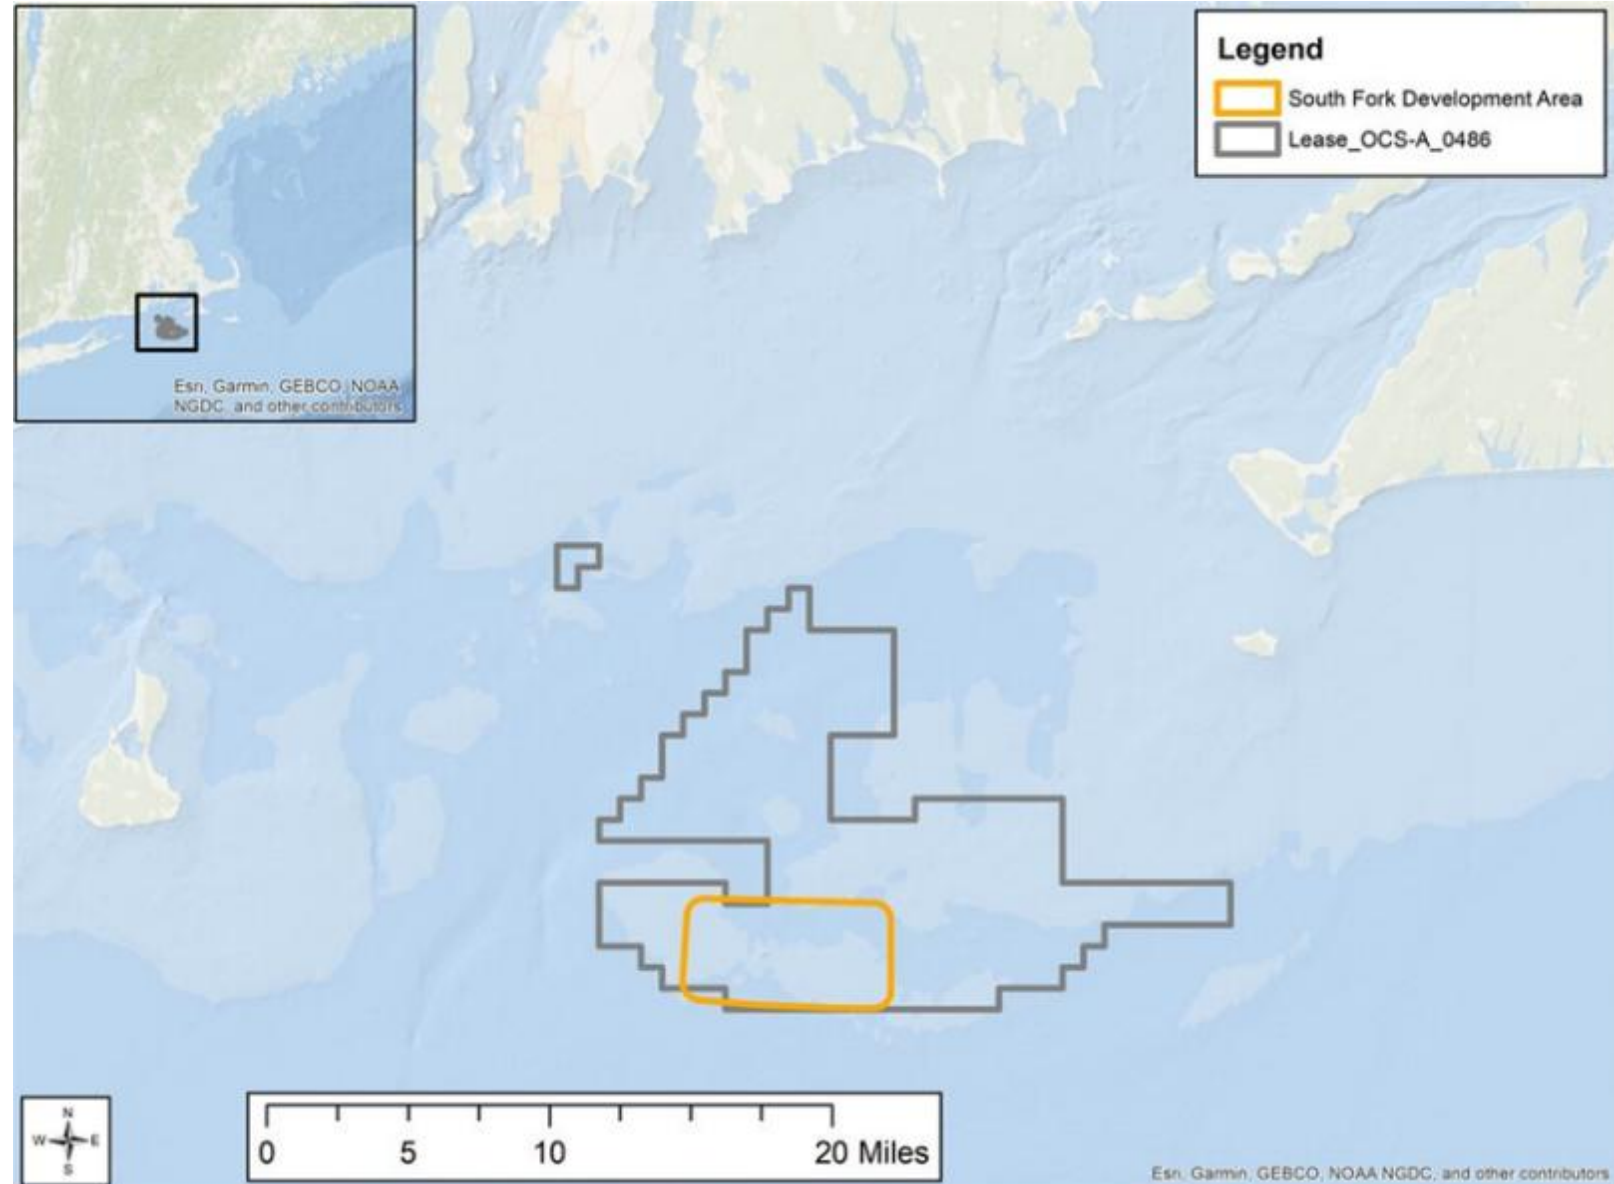 Legend
South Fork Development Area
Lease_OCS-A_0486
Esri, Garmin, GEBCO, NOAA
NGDC, and other contributors
N
W E
S
0 5 10 20 Miles
Esri, Garmin, GEBCO, NOAA NGDC, and other contributors